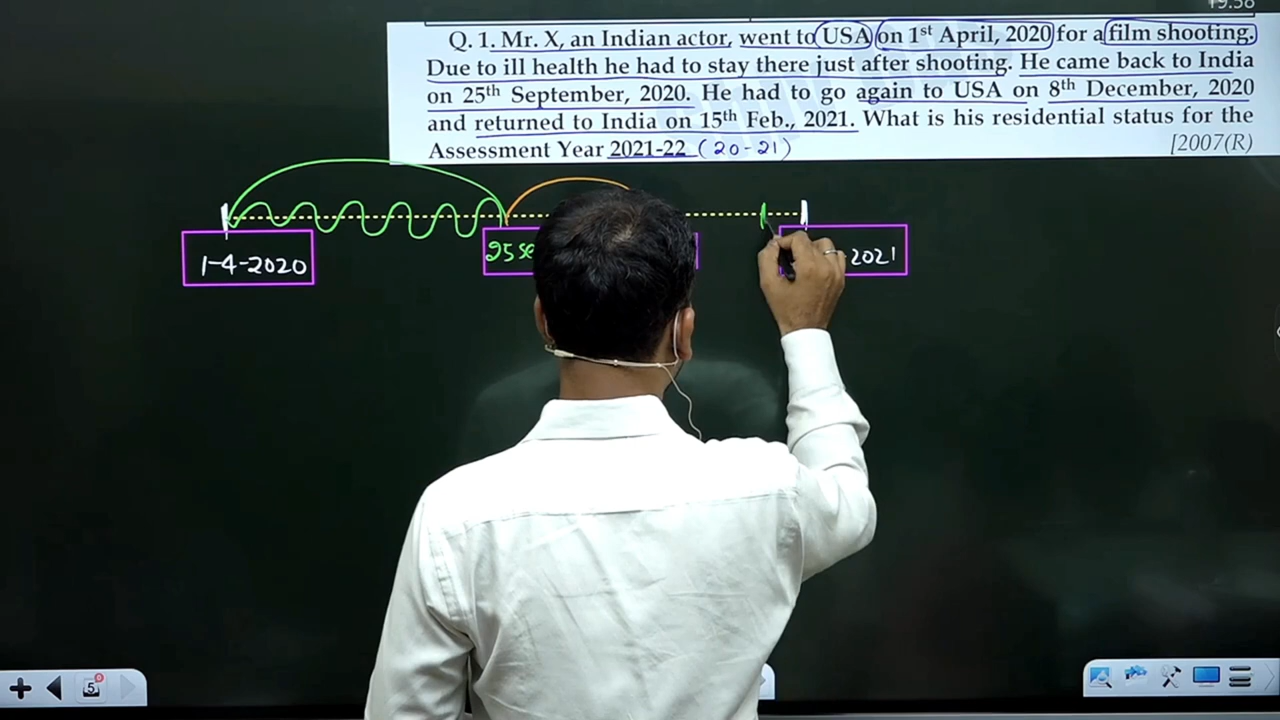 Q. 1. Mr. X, an Indian actor, went to USA on 1st April, 2020 for a film shooting.
Due to ill health he had to stay there just after shooting. He came back to India
on 25th September, 2020. He had to go again to USA on 8th December, 2020
and returned to India on 15th Feb., 2021. What is his residential status for the
Assessment Year 2021-22 (20-21) [2007(R)
1-4-2020
25 Se
2021
5